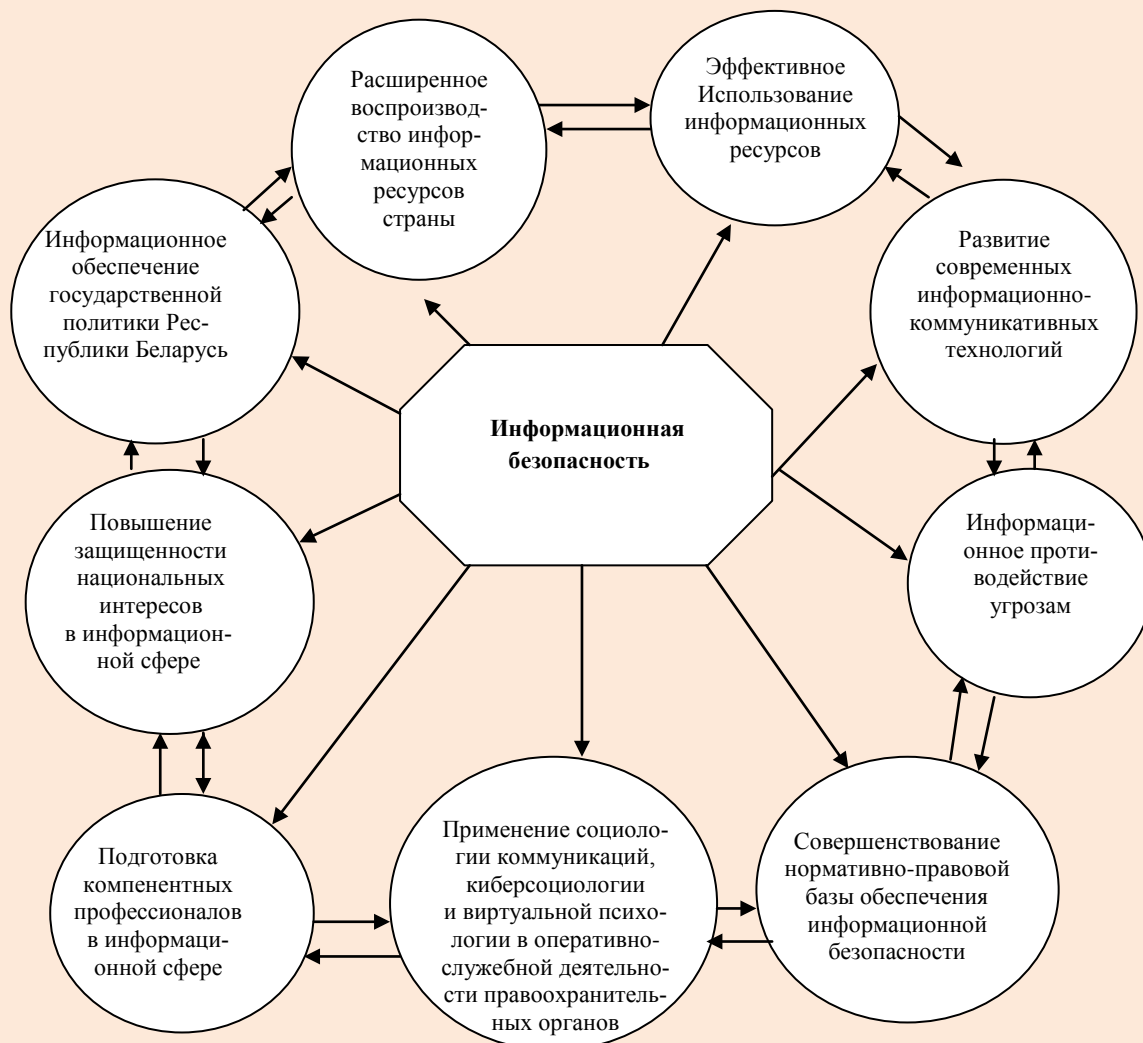 Расширенное
воспроизвод-
ство инфор-
мационных
ресурсов
страны
Эффективное
Использование
информационных
ресурсов
Информационное
обеспечение
государственной
политики Рес-
публики Беларусь
Развитие
современных
информационно-
коммуникативных
технологий
Информационная
безопасность
Повышение
защищенности
национальных
интересов
в информацион-
ной сфере
Информаци-
онное проти-
водействие
угрозам
Подготовка
компенентных
профессионалов
в информаци-
онной сфере
Применение социоло-
гии коммуникаций,
киберсоциологии
и виртуальной психо-
логии в оперативно-
служебной деятельно-
сти правоохранитель-
ных органов
Совершенствование
нормативно-правовой
базы обеспечения
информационной
безопасности